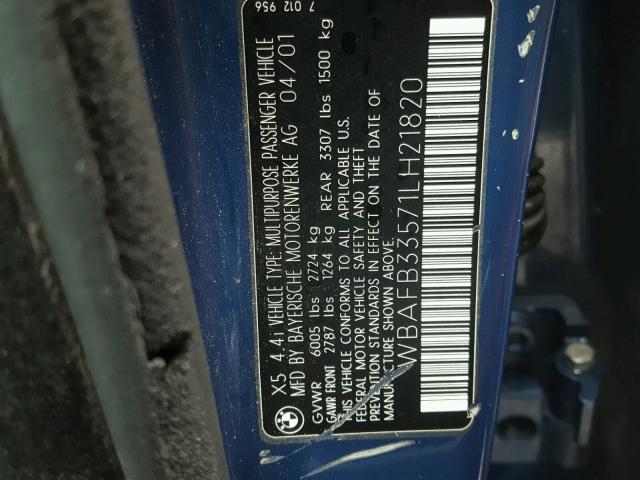 X5 4.4i VEHICLE TYPE: MULTIPURPOSE PASSENGER VEHICLE
MFD BY BAYERISCHE MOTORENWERKE AG 04/01
GVWR 6005 lbs 2724 kg
GAWR FRONT 2787 lbs 1264 kg REAR 3307 lbs 1500 kg
THIS VEHICLE CONFORMS TO ALL APPLICABLE U.S.
FEDERAL MOTOR VEHICLE SAFETY AND THEFT
PREVENTION STANDARDS IN EFFECT ON THE DATE OF
MANUFACTURE SHOWN ABOVE.
WBAFB33571LH21820
7 012 956
BMW